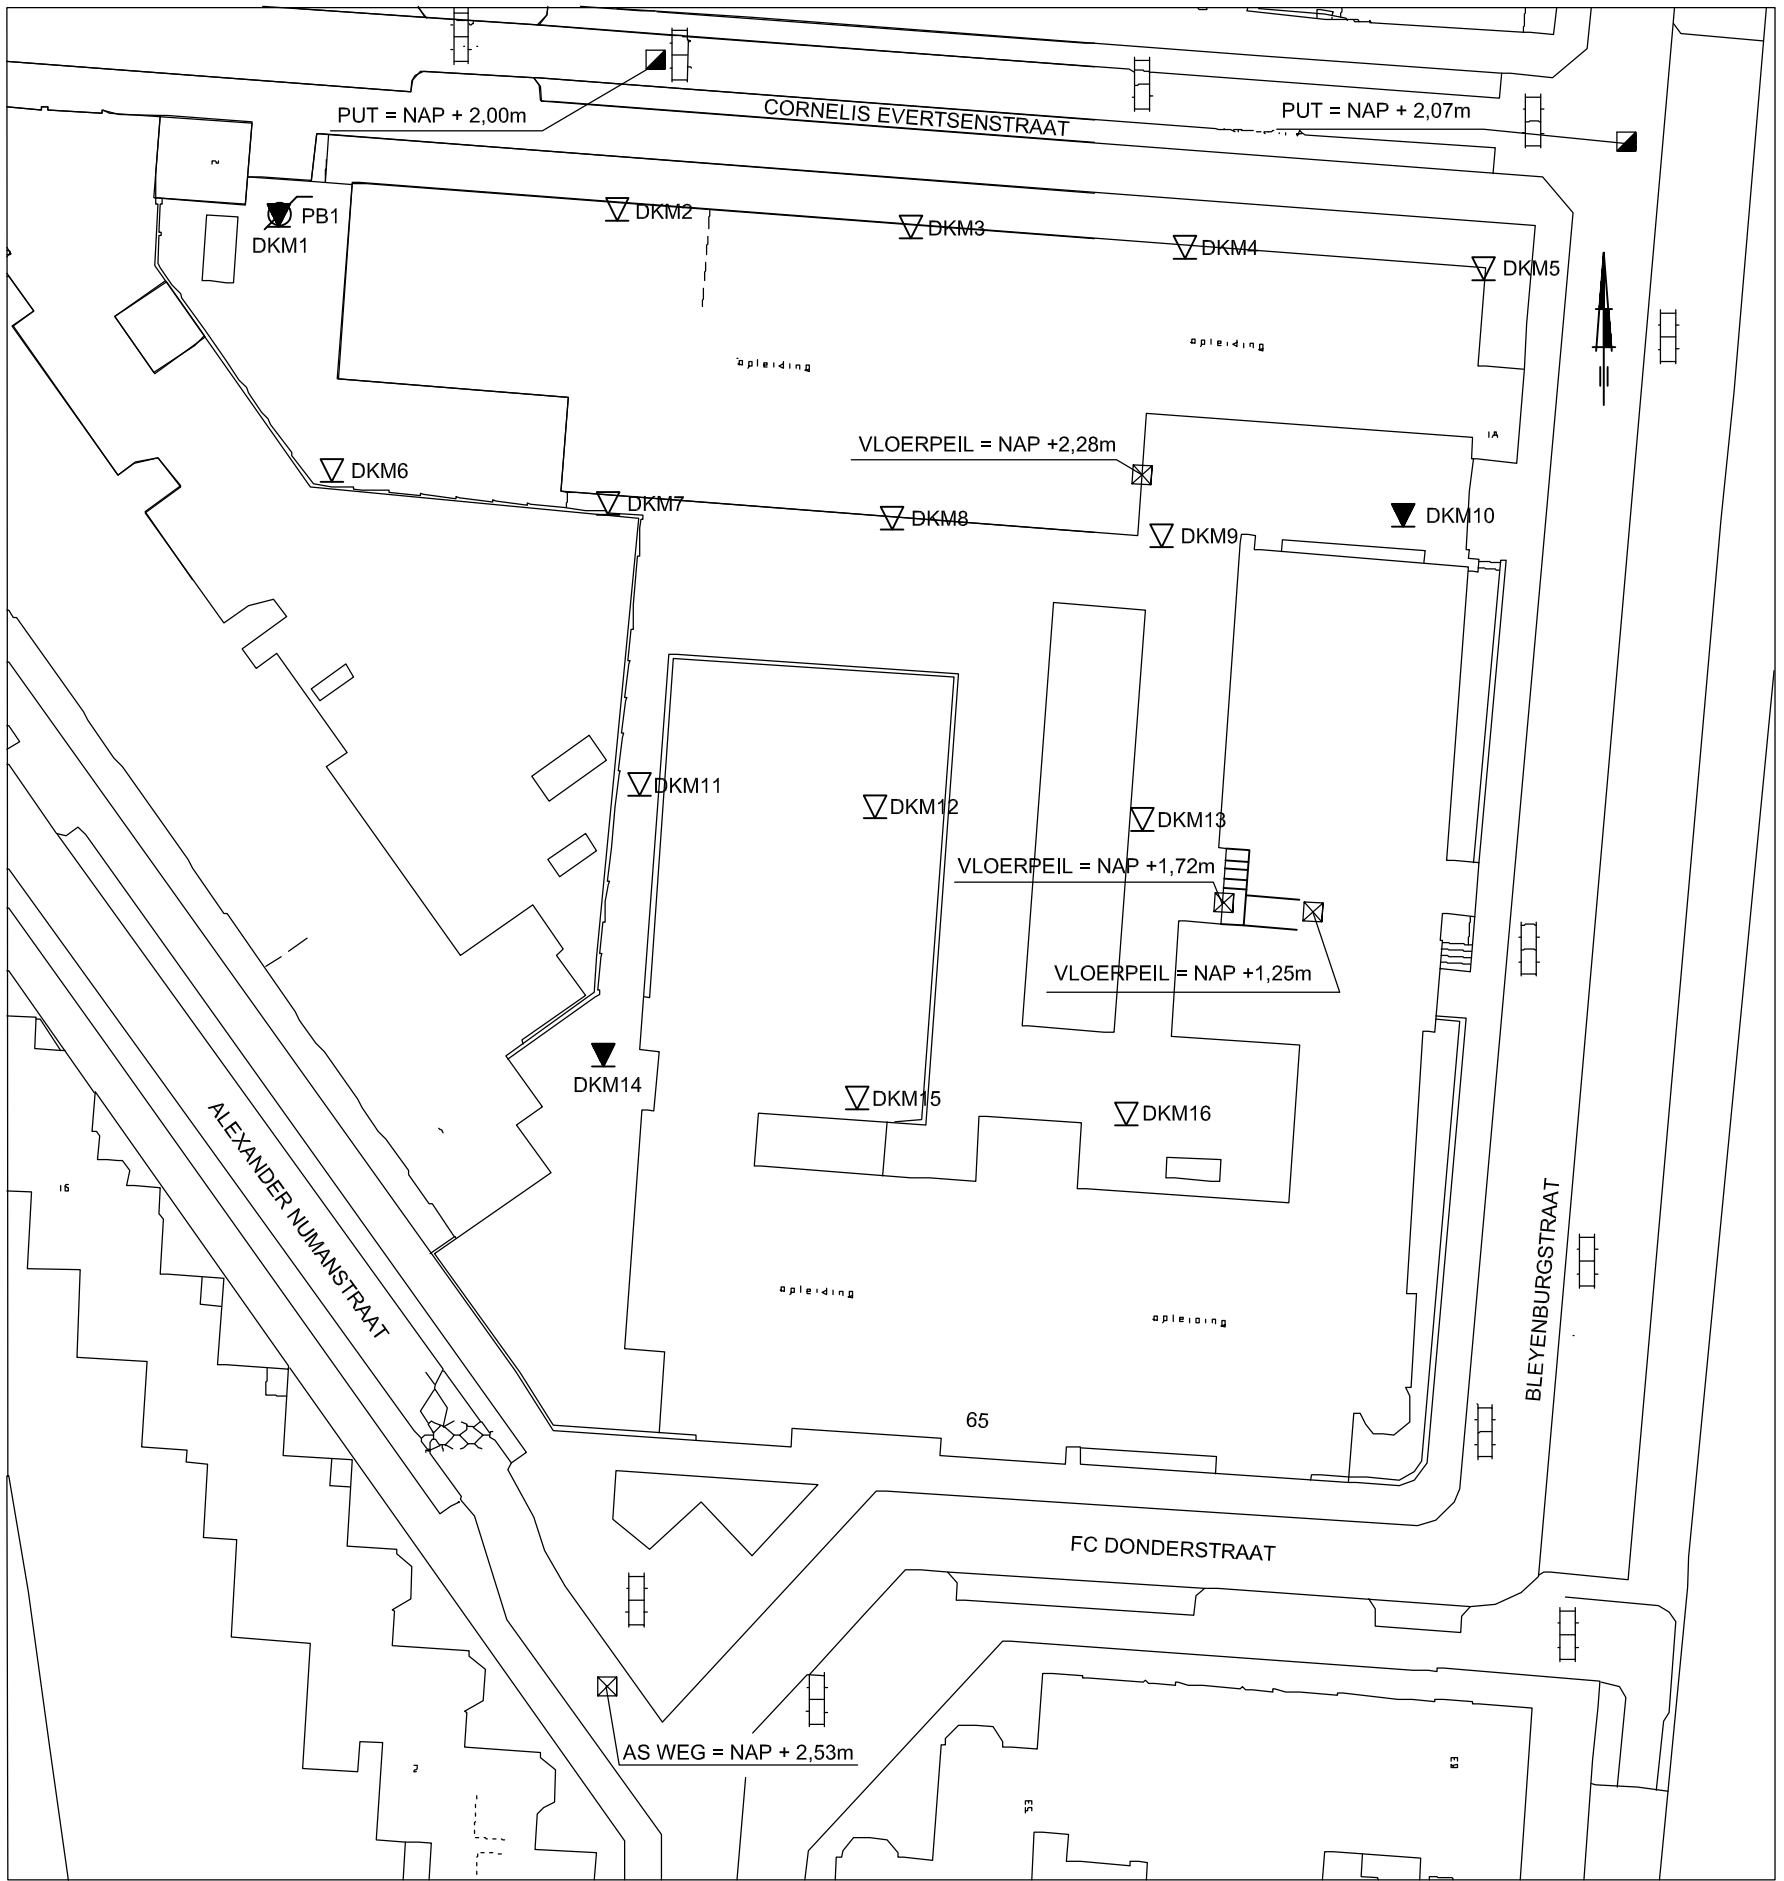 PUT = NAP + 2,00m
CORNELIS EVERTSENSTRAAT
PUT = NAP + 2,07m
PB1
DKM1
DKM2
DKM3
DKM4
DKM5
opleiding
opleiding
VLOERPEIL = NAP +2,28m
1A
DKM6
DKM7
DKM8
DKM9
DKM10
DKM11
DKM12
DKM13
VLOERPEIL = NAP +1,72m
VLOERPEIL = NAP +1,25m
DKM14
DKM15
DKM16
ALEXANDER NUMANSTRAAT
16
BLEYENBURGSTRAAT
opleiding
opleiding
65
FC DONDERSTRAAT
AS WEG = NAP + 2,53m